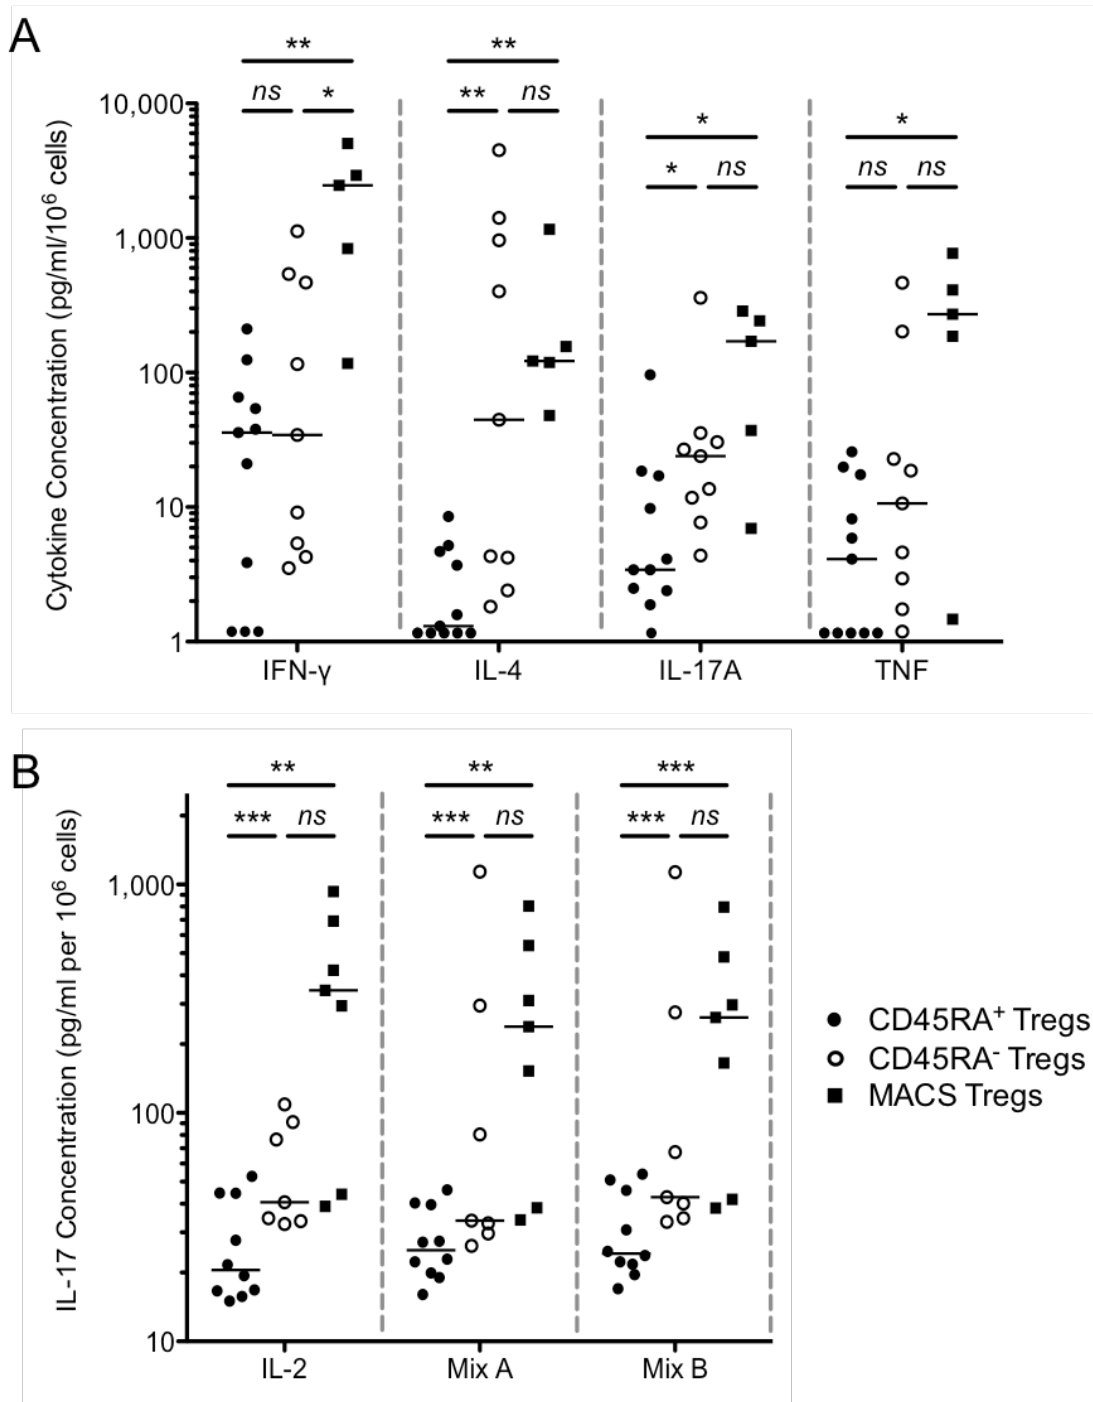 A
** **
ns * ** ns
* *
* ns ns ns
Cytokine Concentration (pg/ml/10⁶ cells)
10,000
1,000
100
10
1
IFN-γ IL-4 IL-17A TNF
B
** ** ***
*** ns *** ns *** ns
IL-17 Concentration (pg/ml per 10⁶ cells)
1,000
100
10
IL-2 Mix A Mix B
CD45RA⁺ Tregs
CD45RA⁻ Tregs
MACS Tregs